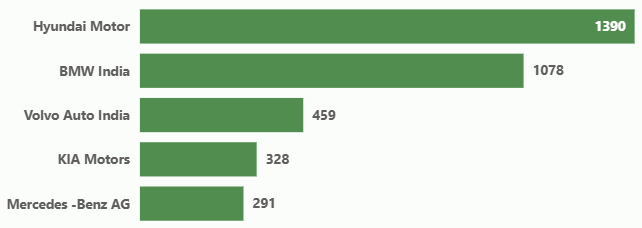 Hyundai Motor 1390
BMW India 1078
Volvo Auto India 459
KIA Motors 328
Mercedes -Benz AG 291